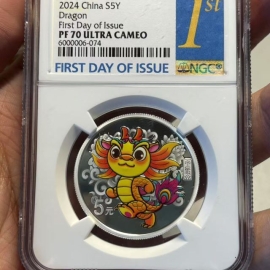 2024 China S5Y
Dragon
First Day of Issue
PF 70 ULTRA CAMEO
6000006-074
1st
FIRST DAY OF ISSUE
NGC
5元